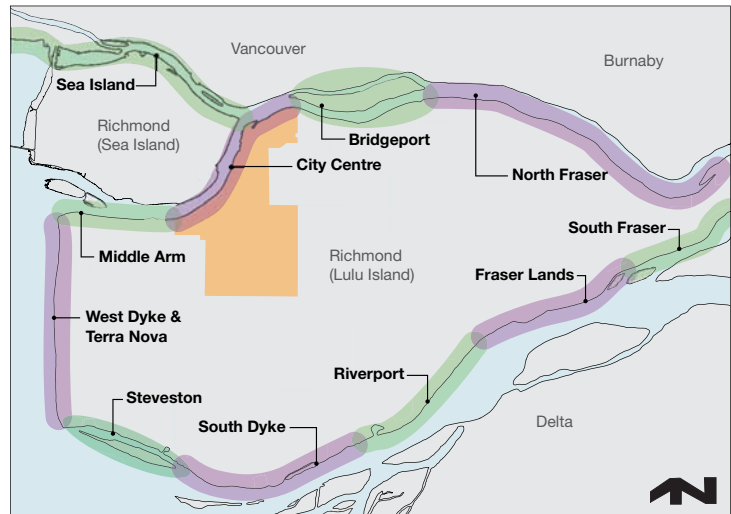 Vancouver
Burnaby
Sea Island
Richmond
(Sea Island)
Bridgeport
City Centre
North Fraser
South Fraser
Middle Arm
Richmond
(Lulu Island)
Fraser Lands
West Dyke &
Terra Nova
Riverport
Steveston
South Dyke
Delta
N